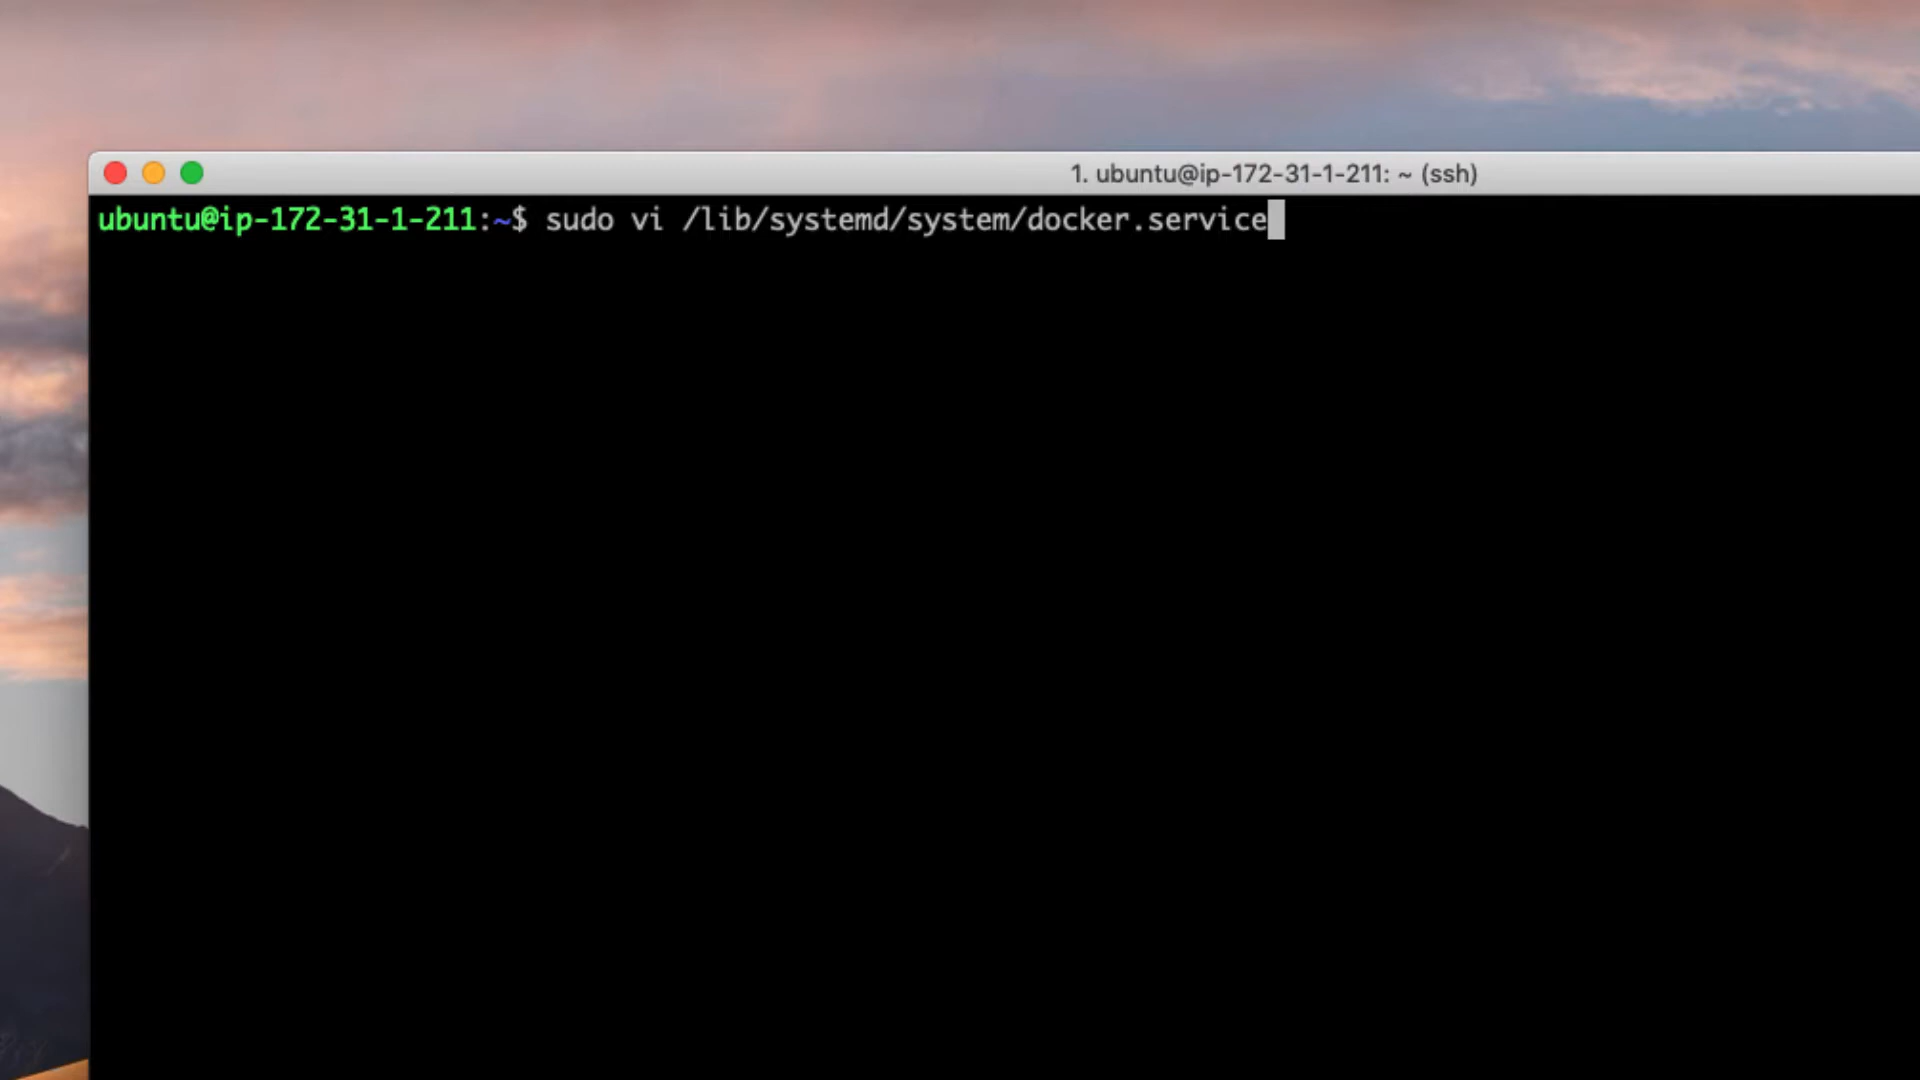 1. ubuntu@ip-172-31-1-211: ~ (ssh)
ubuntu@ip-172-31-1-211:~$ sudo vi /lib/systemd/system/docker.service